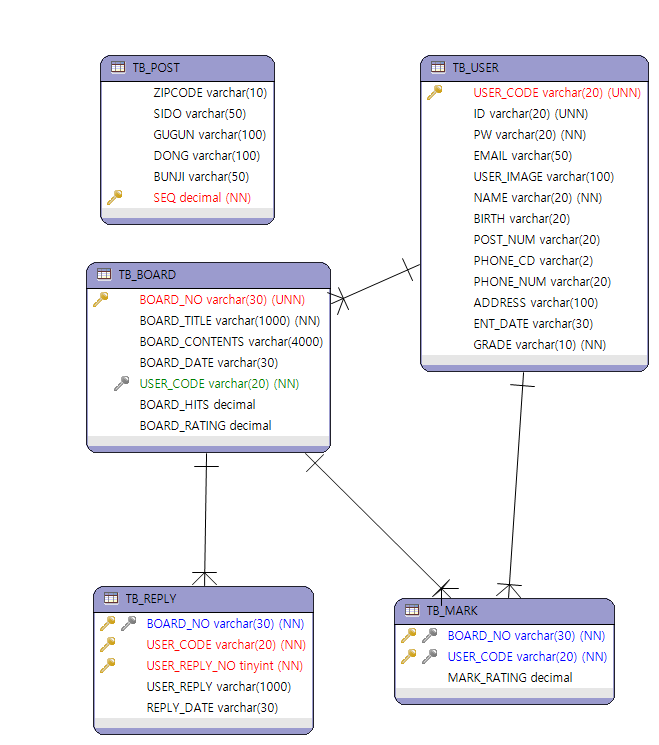 TB_POST
ZIPCODE varchar(10)
SIDO varchar(50)
GUGUN varchar(100)
DONG varchar(100)
BUNJI varchar(50)
SEQ decimal (NN)
TB_USER
USER_CODE varchar(20) (UNN)
ID varchar(20) (UNN)
PW varchar(20) (NN)
EMAIL varchar(50)
USER_IMAGE varchar(100)
NAME varchar(20) (NN)
BIRTH varchar(20)
POST_NUM varchar(20)
PHONE_CD varchar(2)
PHONE_NUM varchar(20)
ADDRESS varchar(100)
ENT_DATE varchar(30)
GRADE varchar(10) (NN)
TB_BOARD
BOARD_NO varchar(30) (UNN)
BOARD_TITLE varchar(1000) (NN)
BOARD_CONTENTS varchar(4000)
BOARD_DATE varchar(30)
USER_CODE varchar(20) (NN)
BOARD_HITS decimal
BOARD_RATING decimal
TB_REPLY
BOARD_NO varchar(30) (NN)
USER_CODE varchar(20) (NN)
USER_REPLY_NO tinyint (NN)
USER_REPLY varchar(1000)
REPLY_DATE varchar(30)
TB_MARK
BOARD_NO varchar(30) (NN)
USER_CODE varchar(20) (NN)
MARK_RATING decimal